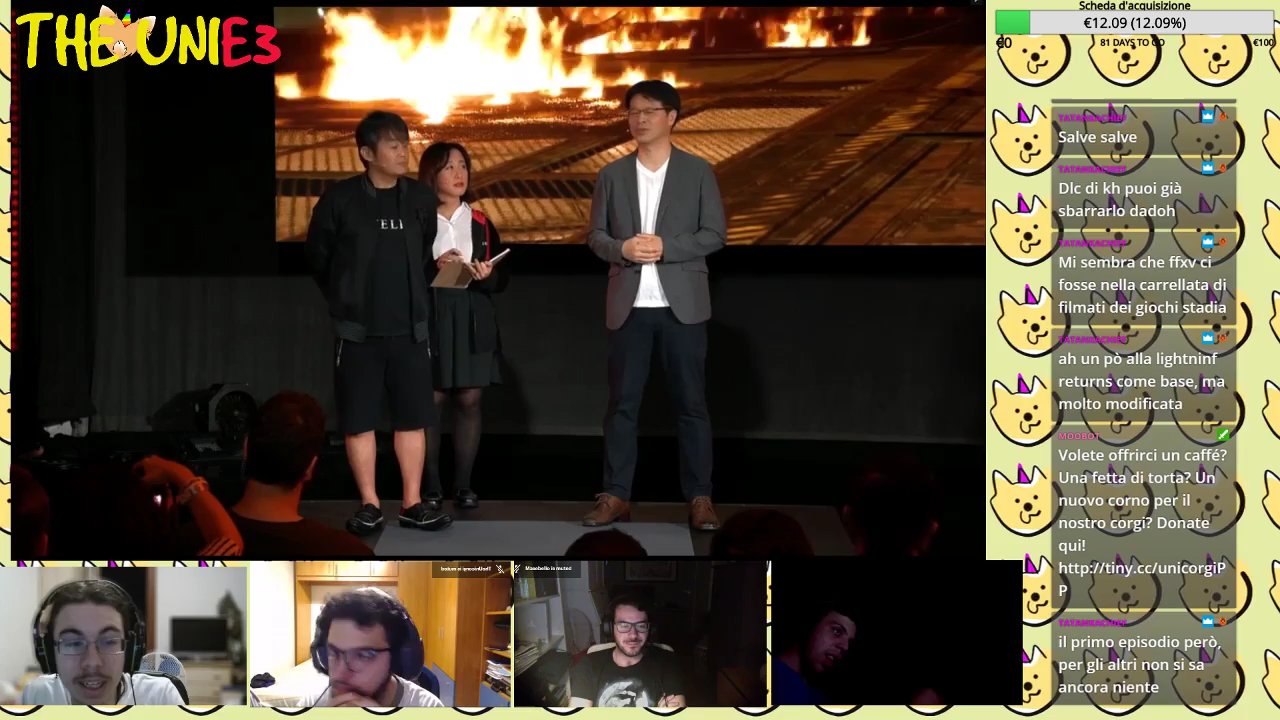 THE UNIE3
Scheda d'acquisizione
€12.09 (12.09%)
€0
81 DAYS TO GO
€100
Salve salve
Dlc di kh puoi già
sbarrarlo dadoh
Mi sembra che ffxv ci
fosse nella carrellata di
filmati dei giochi stadia
ah un pò alla lightninf
returns come base, ma
molto modificata
MOOBOT
Volete offrirci un caffé?
Una fetta di torta? Un
nuovo corno per il
nostro corgi? Donate
qui!
http://tiny.cc/unicorgiP
P
il primo episodio però,
per gli altri non si sa
ancora niente
is muted